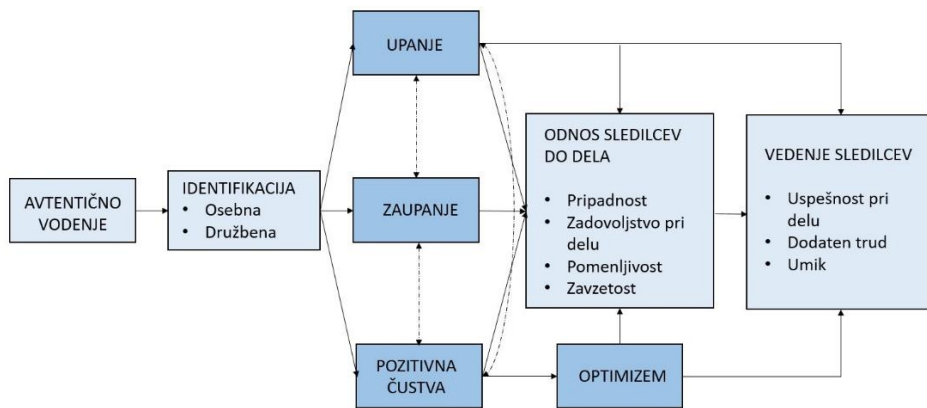 AVTENTIČNO
VODENJE
IDENTIFIKACIJA
• Osebna
• Družbena
UPANJE
ZAUPANJE
POZITIVNA
ČUSTVA
OPTIMIZEM
ODNOS SLEDILCEV
DO DELA
• Pripadnost
• Zadovoljstvo pri
delu
• Pomenljivost
• Zavzetost
VEDENJE SLEDILCEV
• Uspešnost pri
delu
• Dodaten trud
• Umik